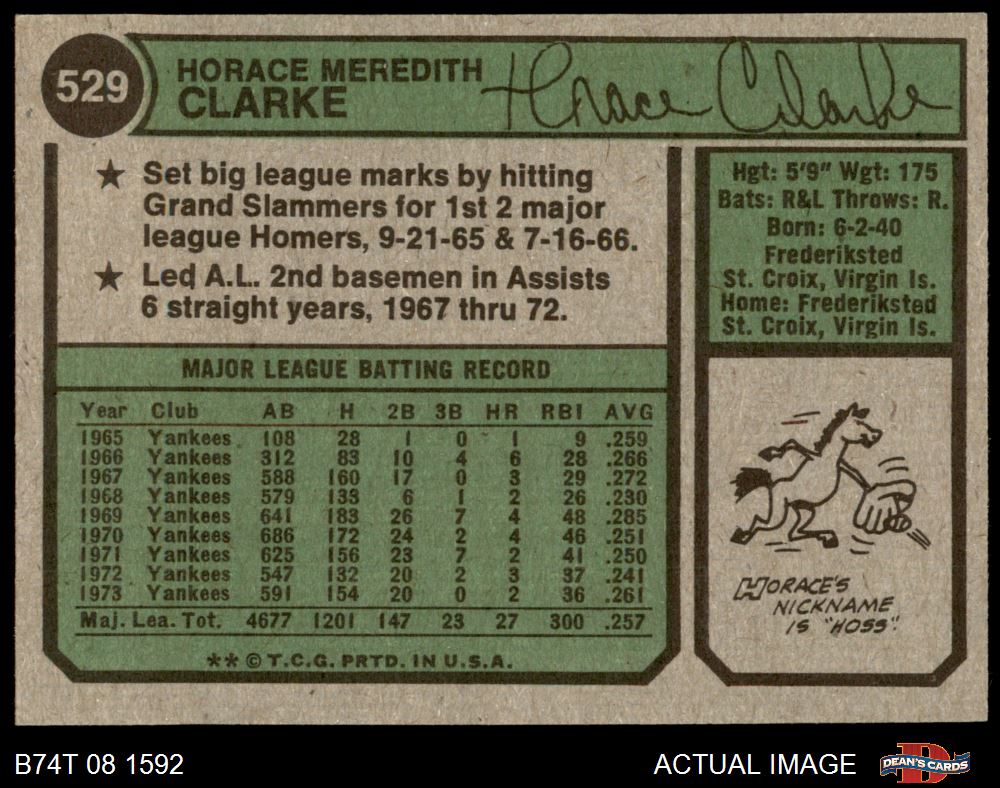 529
HORACE MEREDITH
CLARKE
Horace Clarke
★ Set big league marks by hitting
Grand Slammers for 1st 2 major
league Homers, 9-21-65 & 7-16-66.
★ Led A.L. 2nd basemen in Assists
6 straight years, 1967 thru 72.
Hgt: 5'9" Wgt: 175
Bats: R&L Throws: R.
Born: 6-2-40
Frederiksted
St. Croix, Virgin Is.
Home: Frederiksted
St. Croix, Virgin Is.
MAJOR LEAGUE BATTING RECORD
Year Club AB H 2B 3B HR RBI AVG
1965 Yankees 108 28 1 0 1 9 .259
1966 Yankees 312 83 10 4 6 28 .266
1967 Yankees 588 160 17 0 3 29 .272
1968 Yankees 579 133 6 1 2 26 .230
1969 Yankees 641 183 26 7 4 48 .285
1970 Yankees 686 172 24 2 4 46 .251
1971 Yankees 625 156 23 7 2 41 .250
1972 Yankees 547 132 20 2 3 37 .241
1973 Yankees 591 154 20 0 2 36 .261
Maj. Lea. Tot. 4677 1201 147 23 27 300 .257
** © T.C.G. PRTD. IN U.S.A.
HORACE'S
NICKNAME
IS "HOSS".
B74T 08 1592
ACTUAL IMAGE
D
DEAN'S CARDS